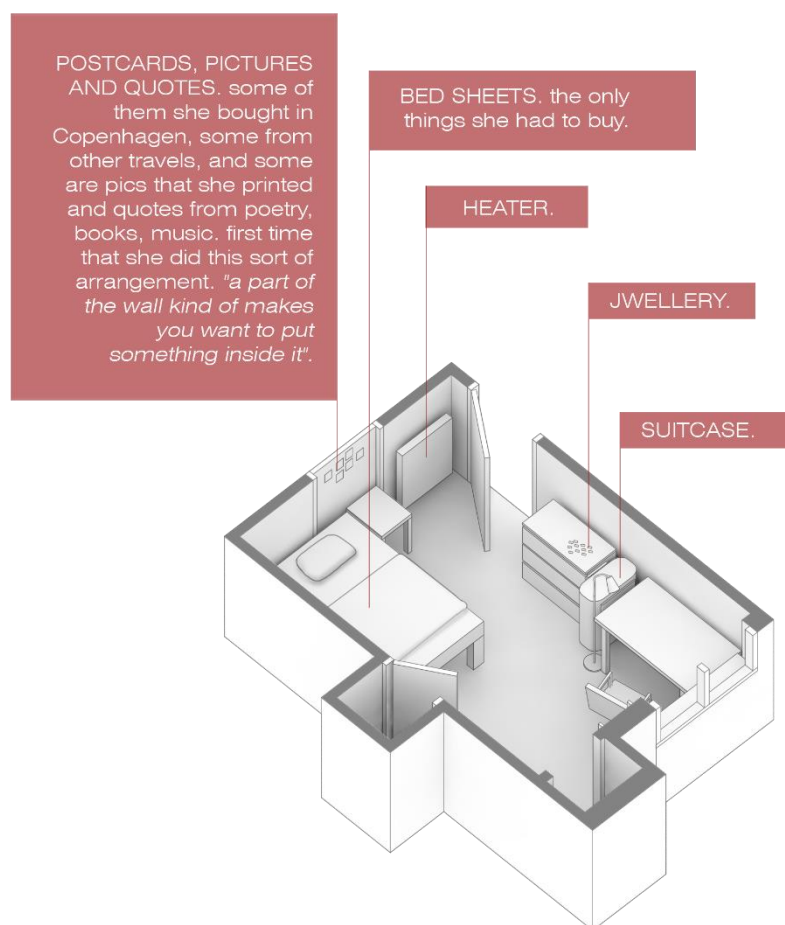 POSTCARDS, PICTURES
AND QUOTES. some of
them she bought in
Copenhagen, some from
other travels, and some
are pics that she printed
and quotes from poetry,
books, music. first time
that she did this sort of
arrangement. "a part of
the wall kind of makes
you want to put
something inside it".
BED SHEETS. the only
things she had to buy.
HEATER.
JWELLERY.
SUITCASE.